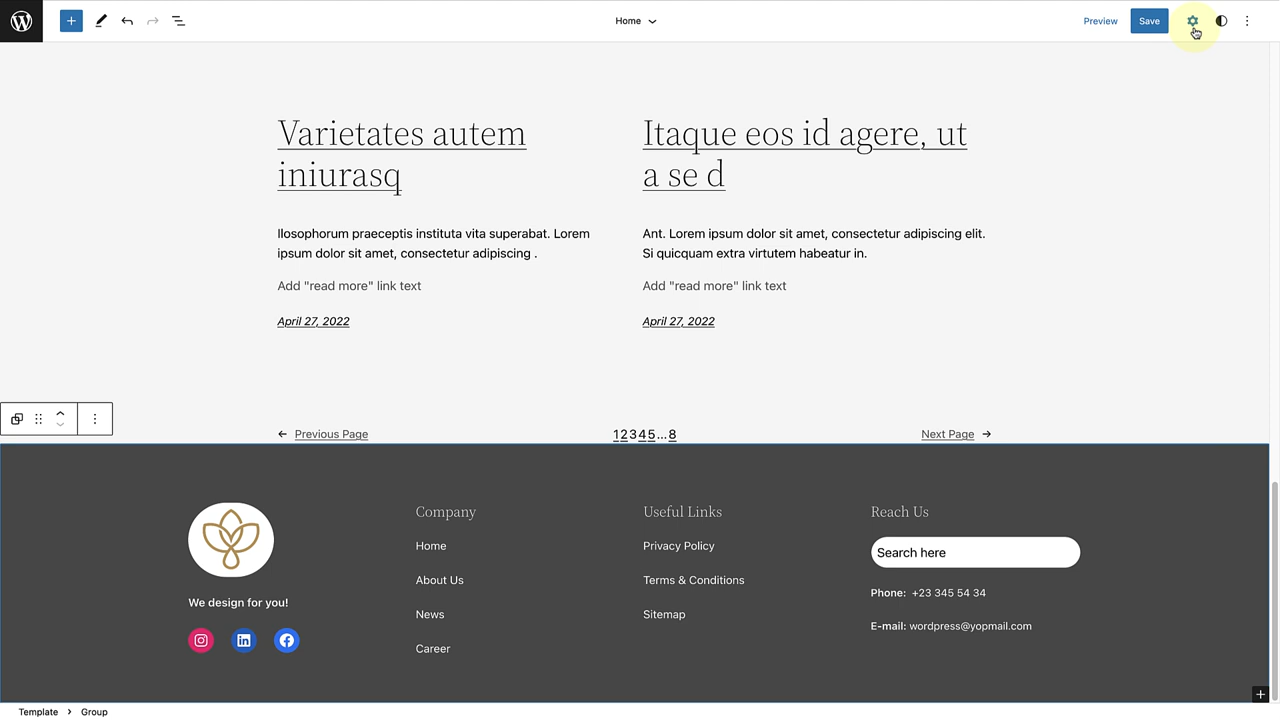 Home
Preview
Save
Varietates autem
iniurasq
Itaque eos id agere, ut
a se d
llosophorum praeceptis instituta vita superabat. Lorem
ipsum dolor sit amet, consectetur adipiscing .
Ant. Lorem ipsum dolor sit amet, consectetur adipiscing elit.
Si quicquam extra virtutem habeatur in.
Add "read more" link text
Add "read more" link text
April 27, 2022
April 27, 2022
Previous Page
12345...8
Next Page
We design for you!
Company
Home
About Us
News
Career
Useful Links
Privacy Policy
Terms & Conditions
Sitemap
Reach Us
Search here
Phone: +23 345 54 34
E-mail: wordpress@yopmail.com
Template > Group